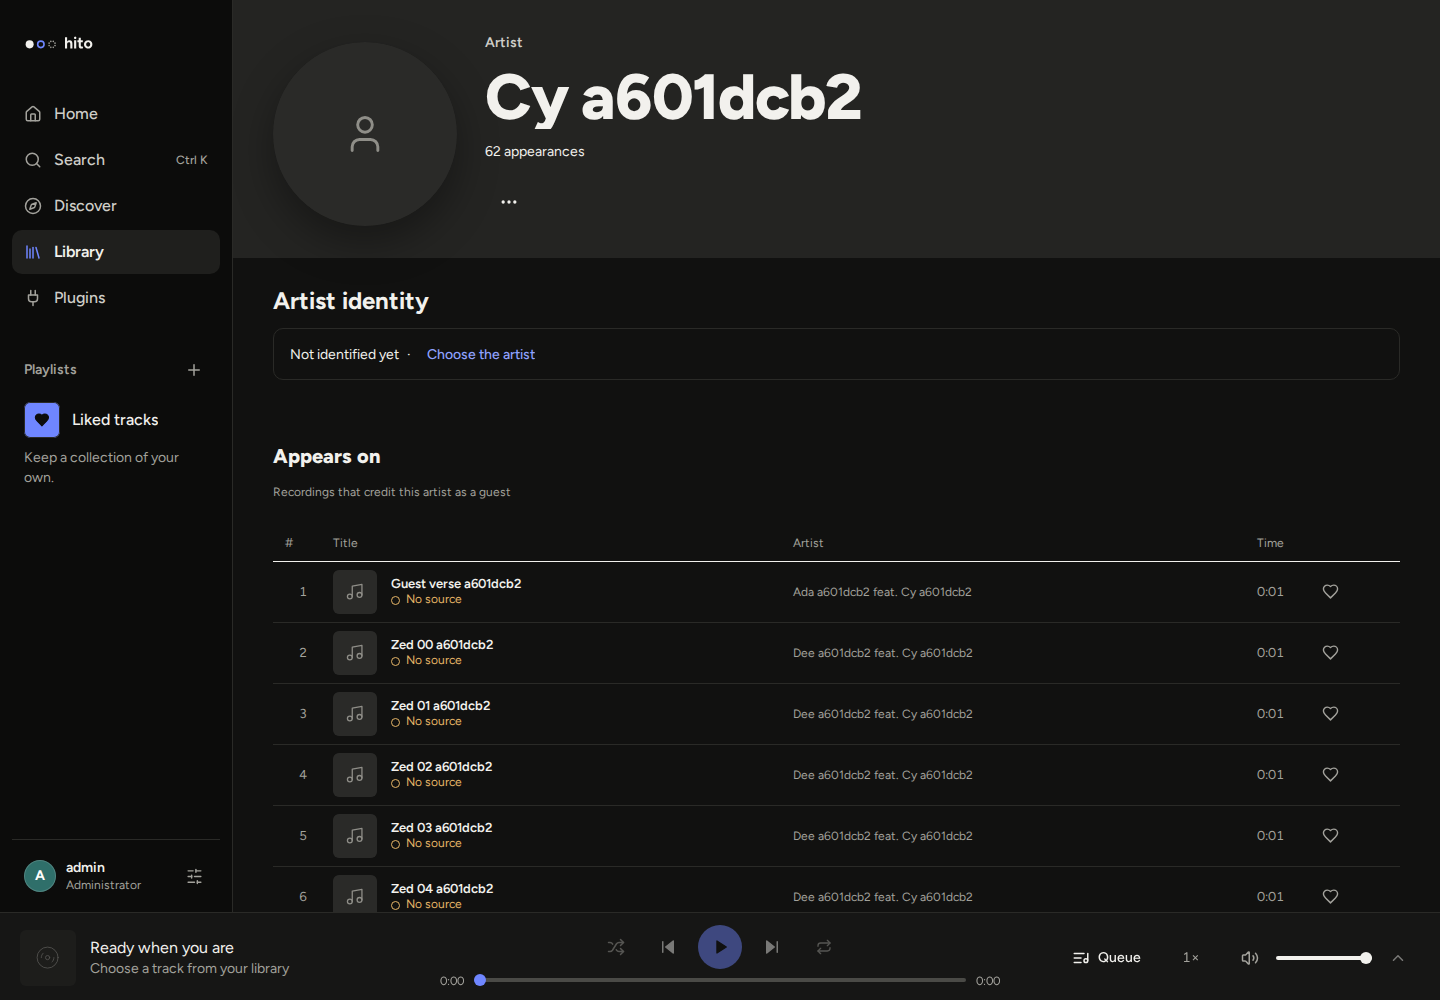 hito
Home
Search Ctrl K
Discover
Library
Plugins
Playlists
Liked tracks
Keep a collection of your
own.
A
admin
Administrator
Artist
Cy a601dcb2
62 appearances
Artist identity
Not identified yet · Choose the artist
Appears on
Recordings that credit this artist as a guest
# Title Artist Time
1 Guest verse a601dcb2 Ada a601dcb2 feat. Cy a601dcb2 0:01
No source
2 Zed 00 a601dcb2 Dee a601dcb2 feat. Cy a601dcb2 0:01
No source
3 Zed 01 a601dcb2 Dee a601dcb2 feat. Cy a601dcb2 0:01
No source
4 Zed 02 a601dcb2 Dee a601dcb2 feat. Cy a601dcb2 0:01
No source
5 Zed 03 a601dcb2 Dee a601dcb2 feat. Cy a601dcb2 0:01
No source
6 Zed 04 a601dcb2 Dee a601dcb2 feat. Cy a601dcb2 0:01
No source
Ready when you are
Choose a track from your library
0:00 0:00
Queue 1×